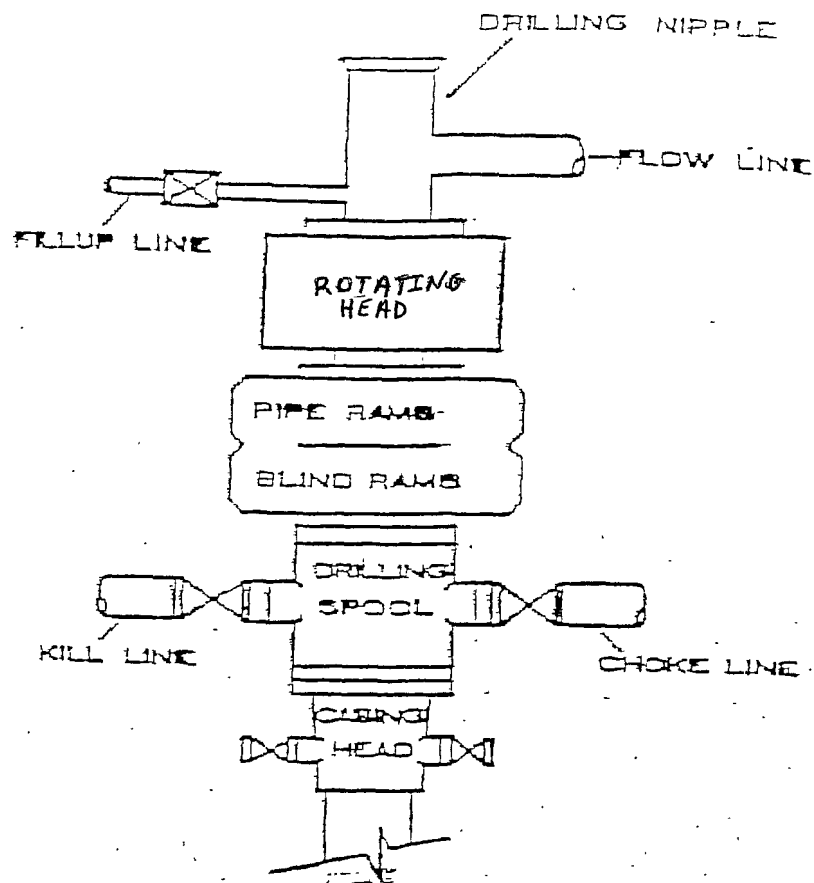 DRILLING NIPPLE
FLOW LINE
FILLUP LINE
ROTATING
HEAD
PIPE RAMS
BLIND RAMS
DRILLING
SPOOL
KILL LINE
CHOKE LINE
CASING
HEAD